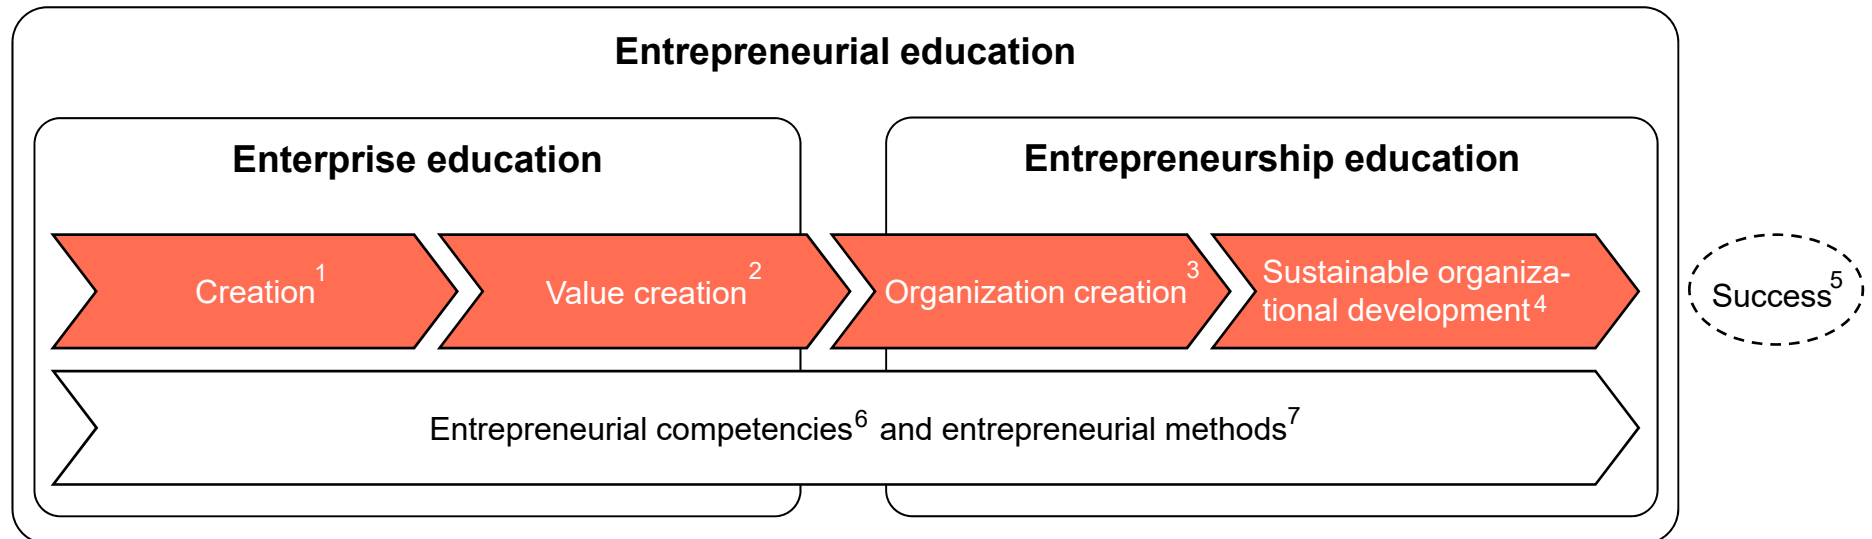 Entrepreneurial education
Enterprise education
Entrepreneurship education
Creation1
Value creation2
Organization creation3
Sustainable organiza-
tional development4
Success5
Entrepreneurial competencies6 and entrepreneurial methods7